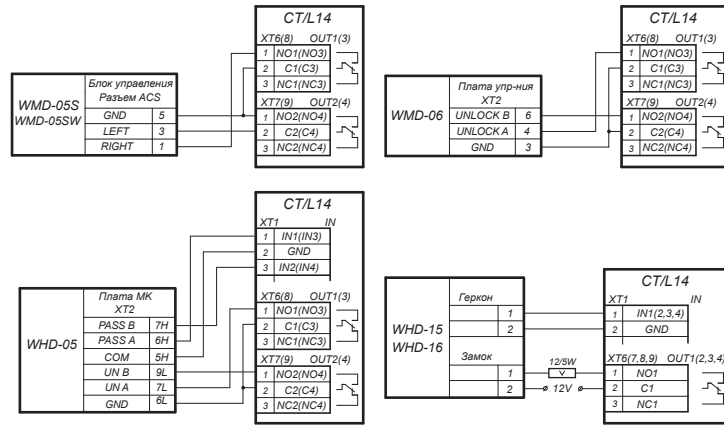 CT/L14
XT6(8) OUT1(3)
1 NO1(NO3)
2 C1(C3)
3 NC1(NC3)
XT7(9) OUT2(4)
1 NO2(NO4)
2 C2(C4)
3 NC2(NC4)
WMD-05S
WMD-05SW
Блок управления
Разъем ACS
GND 5
LEFT 3
RIGHT 1
CT/L14
XT6(8) OUT1(3)
1 NO1(NO3)
2 C1(C3)
3 NC1(NC3)
XT7(9) OUT2(4)
1 NO2(NO4)
2 C2(C4)
3 NC2(NC4)
WMD-06
Плата упр-ния
XT2
UNLOCK B 6
UNLOCK A 4
GND 3
CT/L14
XT1 IN
1 IN1(IN3)
2 GND
3 IN2(IN4)
XT6(8) OUT1(3)
1 NO1(NO3)
2 C1(C3)
3 NC1(NC3)
XT7(9) OUT2(4)
1 NO2(NO4)
2 C2(C4)
3 NC2(NC4)
WHD-05
Плата МК
XT2
PASS B 7H
PASS A 6H
COM 5H
UN B 9L
UN A 7L
GND 6L
WHD-15
WHD-16
Геркон
1
2
Замок
1
2
12/5W
12V
CT/L14
XT1 IN
1 IN1(2,3,4)
2 GND
XT6(7,8,9) OUT1(2,3,4)
1 NO1
2 C1
3 NC1